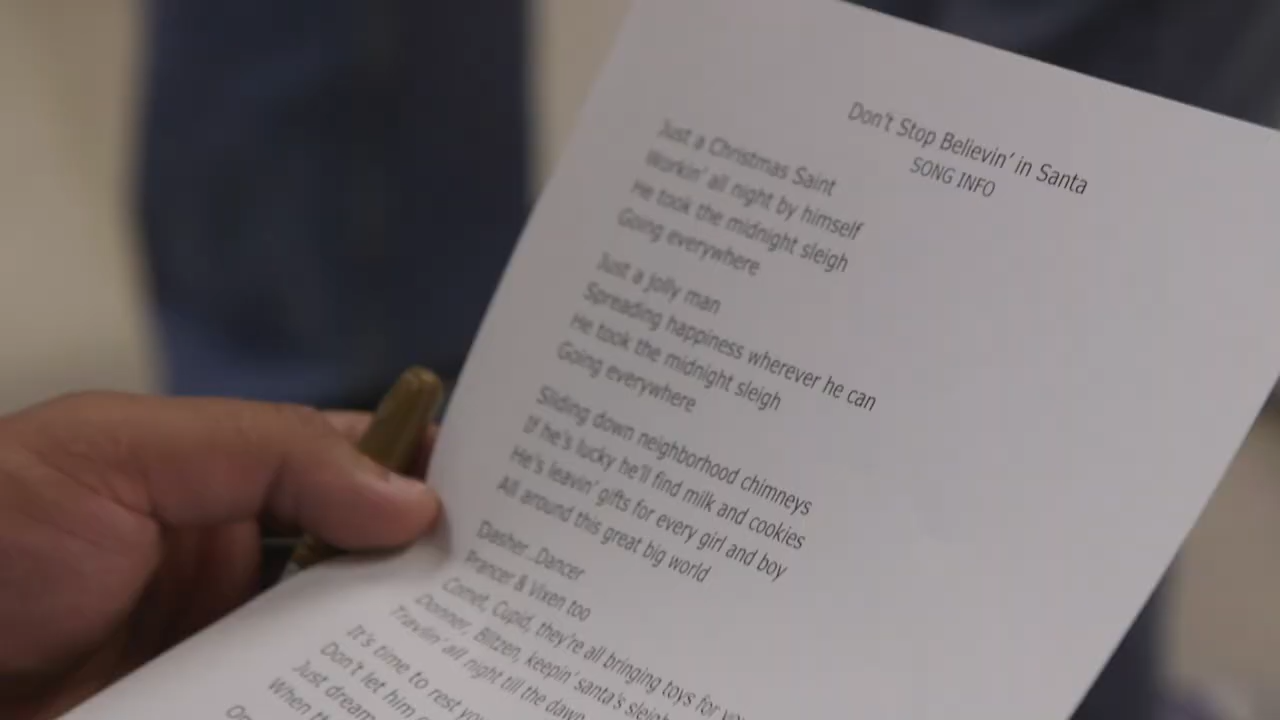 Don't Stop Believin' in Santa
SONG INFO
Just a Christmas Saint
Workin' all night by himself
He took the midnight sleigh
Going everywhere
Just a jolly man
Spreading happiness wherever he can
He took the midnight sleigh
Going everywhere
Sliding down neighborhood chimneys
If he's lucky he'll find milk and cookies
He's leavin' gifts for every girl and boy
All around this great big world
Dasher...Dancer
Prancer & Vixen too
Comet, Cupid, they're all bringing toys for
Donner, Blitzen, keepin' santa's
Travlin' all night till the dawn
It's time to rest
Don't let him
Just dream
When